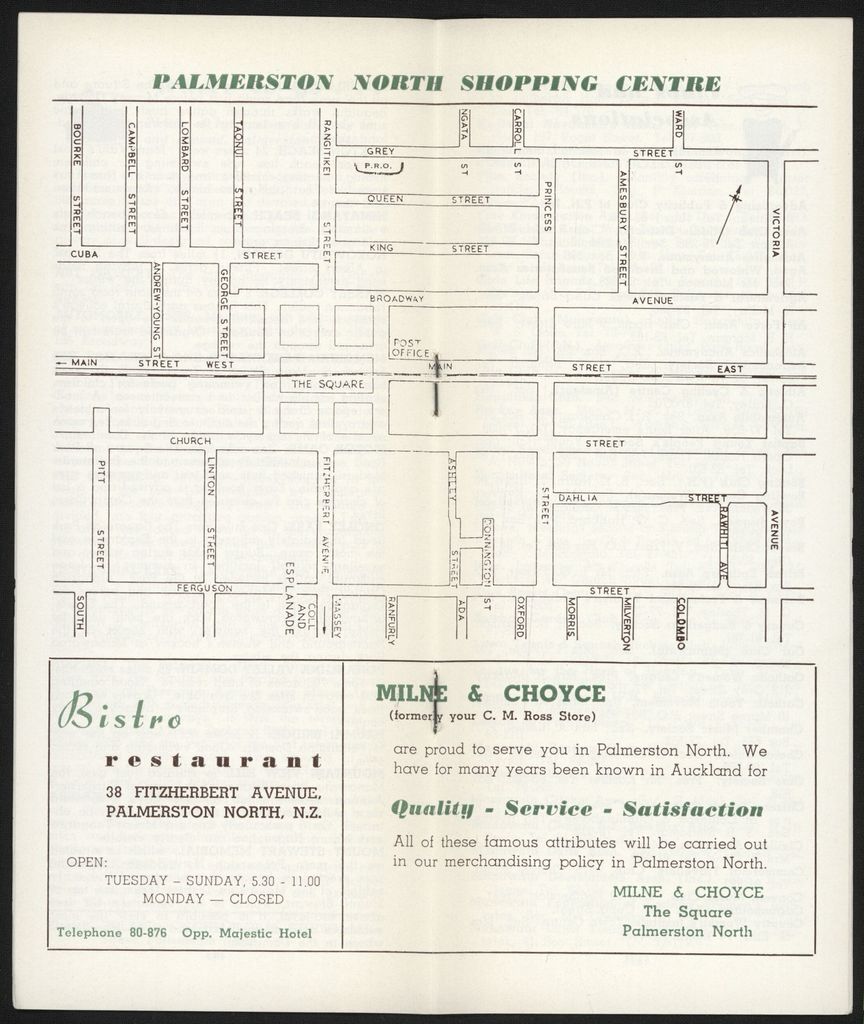 PALMERSTON NORTH SHOPPING CENTRE
BOURKE STREET
CAMPBELL STREET
LOMBARD STREET
TAONUI STREET
RANGITIKEI STREET
NGATA ST
CARROLL ST
WARD ST
GREY STREET
P.R.O.
QUEEN STREET
PRINCESS STREET
AMESBURY STREET
VICTORIA AVENUE
CUBA STREET
KING STREET
ANDREW-YOUNG ST
GEORGE STREET
BROADWAY AVENUE
POST
OFFICE
← MAIN STREET WEST
MAIN STREET EAST
THE SQUARE
CHURCH STREET
PITT STREET
LINTON STREET
FITZHERBERT AVENUE
ASHLEY STREET
DONNINGTON ST
DAHLIA STREET
RAWHITI AVE
FERGUSON STREET
SOUTH
ESPLANADE
AND
MASSEY
COLL
RANFURLY
ADA
OXFORD
MORRIS
MILVERTON
COLOMBO
Bistro
restaurant
38 FITZHERBERT AVENUE,
PALMERSTON NORTH, N.Z.
OPEN:
TUESDAY – SUNDAY, 5.30 - 11.00
MONDAY — CLOSED
Telephone 80-876 Opp. Majestic Hotel
MILNE & CHOYCE
(formerly your C. M. Ross Store)
are proud to serve you in Palmerston North. We
have for many years been known in Auckland for
Quality - Service - Satisfaction
All of these famous attributes will be carried out
in our merchandising policy in Palmerston North.
MILNE & CHOYCE
The Square
Palmerston North